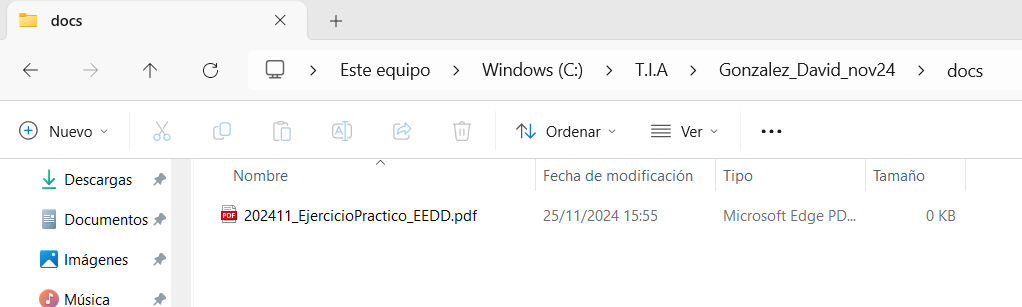 docs
Este equipo > Windows (C:) > T.I.A > Gonzalez_David_nov24 > docs
Nuevo Ordenar Ver
Descargas
Documentos
Imágenes
Música
Nombre Fecha de modificación Tipo Tamaño
PDF 202411_EjercicioPractico_EEDD.pdf 25/11/2024 15:55 Microsoft Edge PD... 0 KB